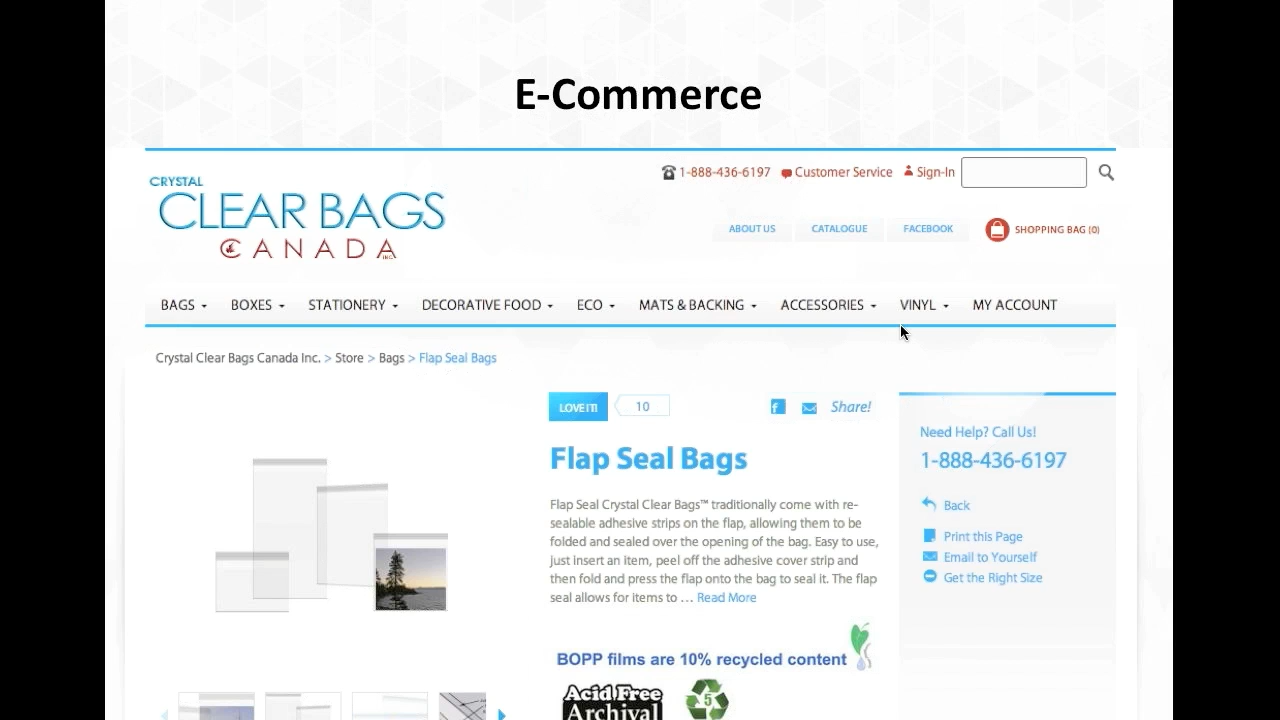 E-Commerce
1-888-436-6197 Customer Service Sign-In
CRYSTAL
CLEAR BAGS
CANADA INC.
ABOUT US CATALOGUE FACEBOOK SHOPPING BAG (0)
BAGS BOXES STATIONERY DECORATIVE FOOD ECO MATS & BACKING ACCESSORIES VINYL MY ACCOUNT
Crystal Clear Bags Canada Inc. > Store > Bags > Flap Seal Bags
LOVE IT! 10 Share!
Flap Seal Bags
Flap Seal Crystal Clear Bags™ traditionally come with re-
sealable adhesive strips on the flap, allowing them to be
folded and sealed over the opening of the bag. Easy to use,
just insert an item, peel off the adhesive cover strip and
then fold and press the flap onto the bag to seal it. The flap
seal allows for items to … Read More
BOPP films are 10% recycled content
Acid Free
Archival
5
Need Help? Call Us!
1-888-436-6197
Back
Print this Page
Email to Yourself
Get the Right Size